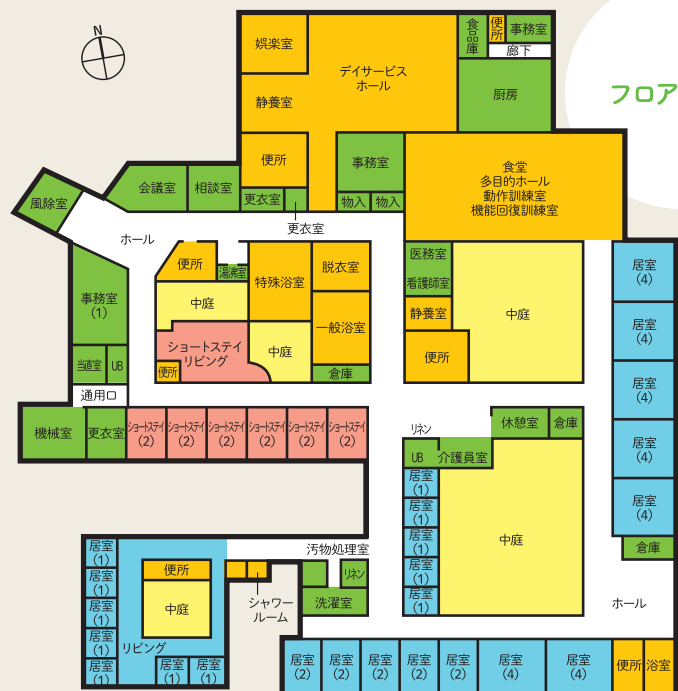 N
フロア
娯楽室
静養室
便所
デイサービス
ホール
食品庫
便所
事務室
廊下
厨房
会議室
相談室
更衣室
更衣室
事務室
物入
物入
食堂
多目的ホール
動作訓練室
機能回復訓練室
風除室
ホール
便所
湯沸室
特殊浴室
脱衣
一般浴室
倉庫
中庭
中庭
ショートステイ
リビング
便所
医務室
看護師室
静養室
便所
中庭
居室
(4)
居室
(4)
居室
(4)
居室
(4)
居室
(4)
倉庫
事務室
(1)
当直室
UB
通用口
機械室
更衣室
ショートステイ
(2)
ショートステイ
(2)
ショートステイ
(2)
ショートステイ
(2)
ショートステイ
(2)
ショートステイ
(2)
リネン
UB
介護員室
休憩室
倉庫
居室
(1)
居室
(1)
居室
(1)
居室
(1)
居室
(1)
中庭
ホール
居室
(1)
居室
(1)
居室
(1)
居室
(1)
居室
(1)
便所
中庭
リビング
居室
(1)
居室
(1)
シャワー
ルーム
汚物処理室
リネン
洗濯室
居室
(2)
居室
(2)
居室
(2)
居室
(2)
居室
(2)
居室
(4)
居室
(4)
便所
浴室